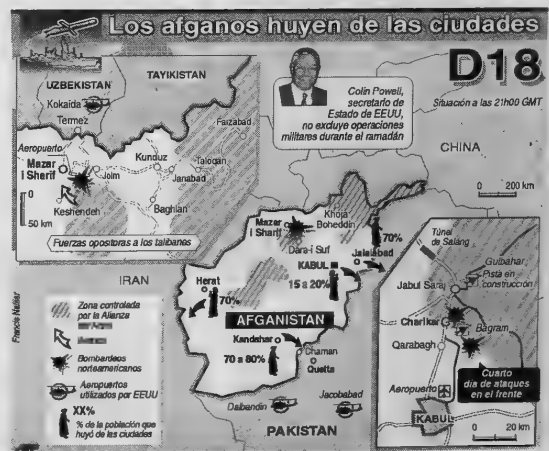 Los afganos huyen de las ciudades
D18
Situación a las 21h00 GMT
Colin Powell,
secretario de
Estado de EEUU,
no excluye operaciones
militares durante el ramadán
UZBEKISTAN
TAYIKISTAN
Kokaida
Termez
Aeropuerto
Mazar
i Sharif
Jolm
Kunduz
Janabad
Taloqan
Faizabad
Keshendeh
Baghlan
0
50 km
Fuerzas opositoras a los talibanes
CHINA
0
200 km
IRAN
Mazar
i Sharif
Khoja
Boheddin
Dara-i Suf
70%
Jalalabad
KABUL
15 a 20%
Herat
70%
AFGANISTAN
Kandahar
70 a 80%
Chaman
Quetta
Dalbandin
Jacobabad
PAKISTAN
Zona controlada
por la Alianza
Bombardeos
norteamericanos
Aeropuertos
utilizados por EEUU
XX%
% de la población que
huyó de las ciudades
Túnel
de Salang
Gulbahar
Pista en
construcción
Jabul Saraj
Charikar
Bagram
Qarabagh
Cuarto
día de ataques
en el frente
Aeropuerto
KABUL
0
20 km